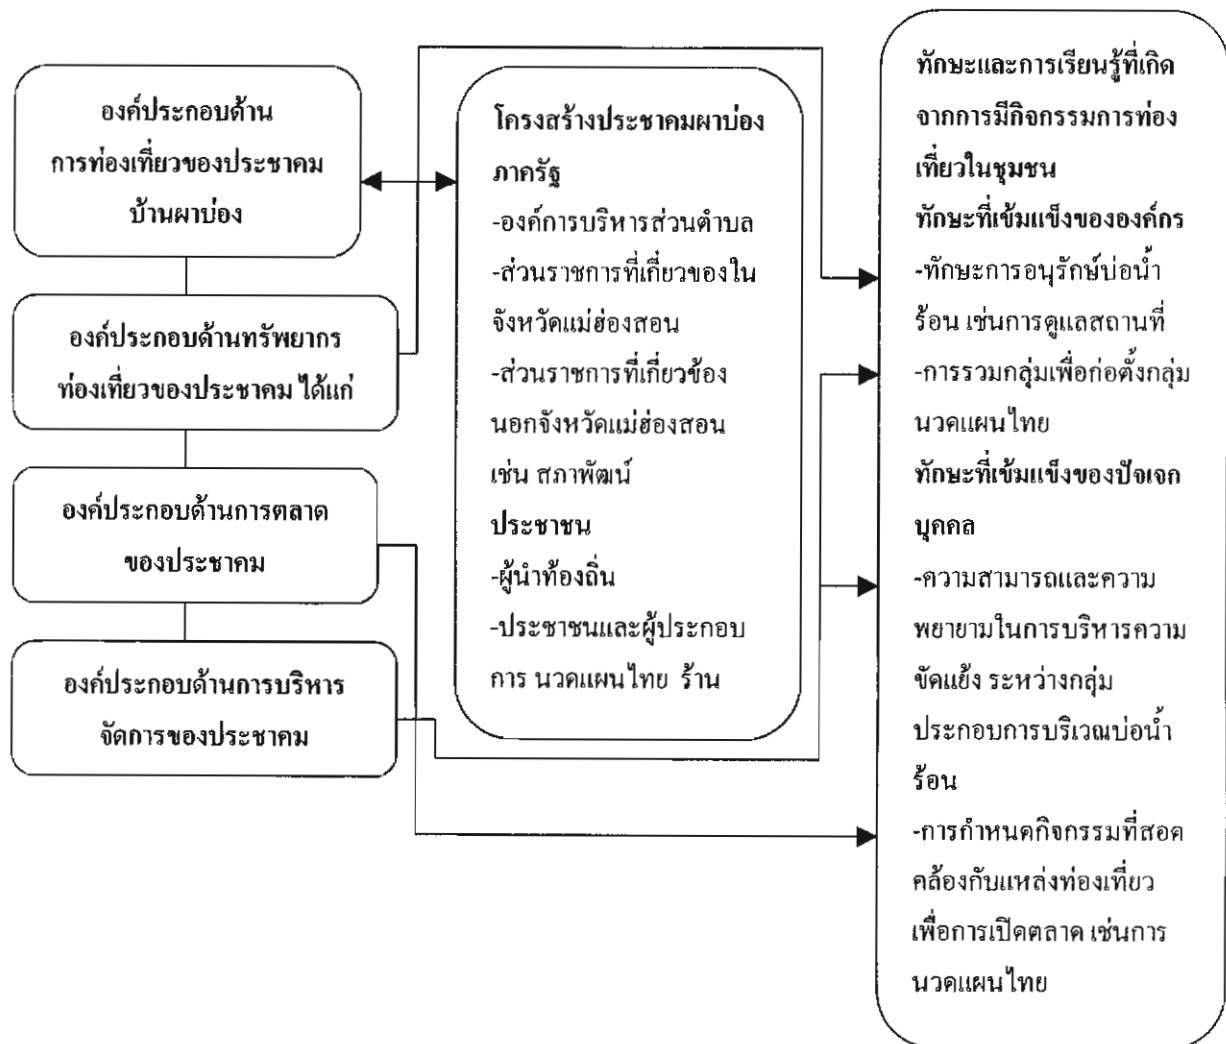 องค์ประกอบด้าน
การท่องเที่ยวของประชาคม
บ้านผาบ่อง
องค์ประกอบด้านทรัพยากร
ท่องเที่ยวของประชาคม ได้แก่
องค์ประกอบด้านการตลาด
ของประชาคม
องค์ประกอบด้านการบริหาร
จัดการของประชาคม
โครงสร้างประชาคมผาบ่อง
ภาครัฐ
-องค์การบริหารส่วนตำบล
-ส่วนราชการที่เกี่ยวของใน
จังหวัดแม่ฮ่องสอน
-ส่วนราชการที่เกี่ยวข้อง
นอกจังหวัดแม่ฮ่องสอน
เช่น สภาพัฒน์
ประชาชน
-ผู้นำท้องถิ่น
-ประชาชนและผู้ประกอบ
การ นวดแผนไทย ร้าน
ทักษะและการเรียนรู้ที่เกิด
จากการมีกิจกรรมการท่อง
เที่ยวในชุมชน
ทักษะที่เข้มแข็งขององค์กร
-ทักษะการอนุรักษ์บ่อน้ำ
ร้อน เช่นการดูแลสถานที่
-การรวมกลุ่มเพื่อก่อตั้งกลุ่ม
นวดแผนไทย
ทักษะที่เข้มแข็งของปัจเจก
บุคคล
-ความสามารถและความ
พยายามในการบริหารความ
ขัดแย้ง ระหว่างกลุ่ม
ประกอบการบริเวณบ่อน้ำ
ร้อน
-การกำหนดกิจกรรมที่สอด
คล้องกับแหล่งท่องเที่ยว
เพื่อการเปิดตลาด เช่นการ
นวดแผนไทย